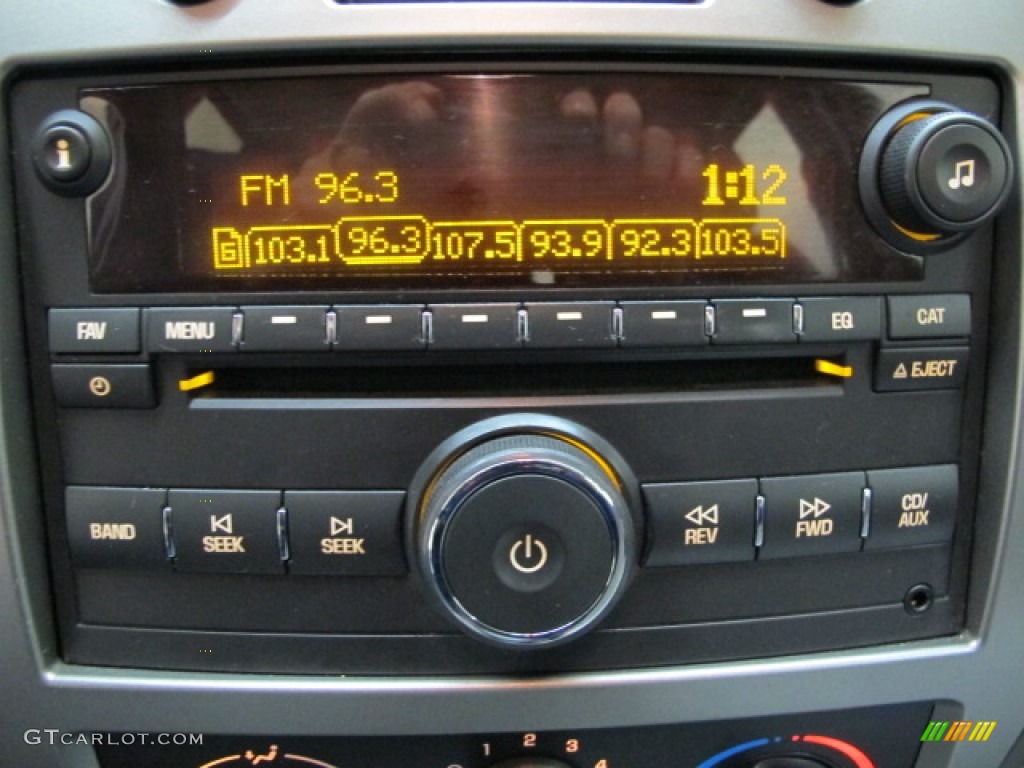 i
FM 96.3 1:12
6 103.1 96.3 107.5 93.9 92.3 103.5
FAV MENU EQ CAT
EJECT
BAND SEEK SEEK REV FWD CD/
AUX
GTCARLOT.COM
1 2 3 4